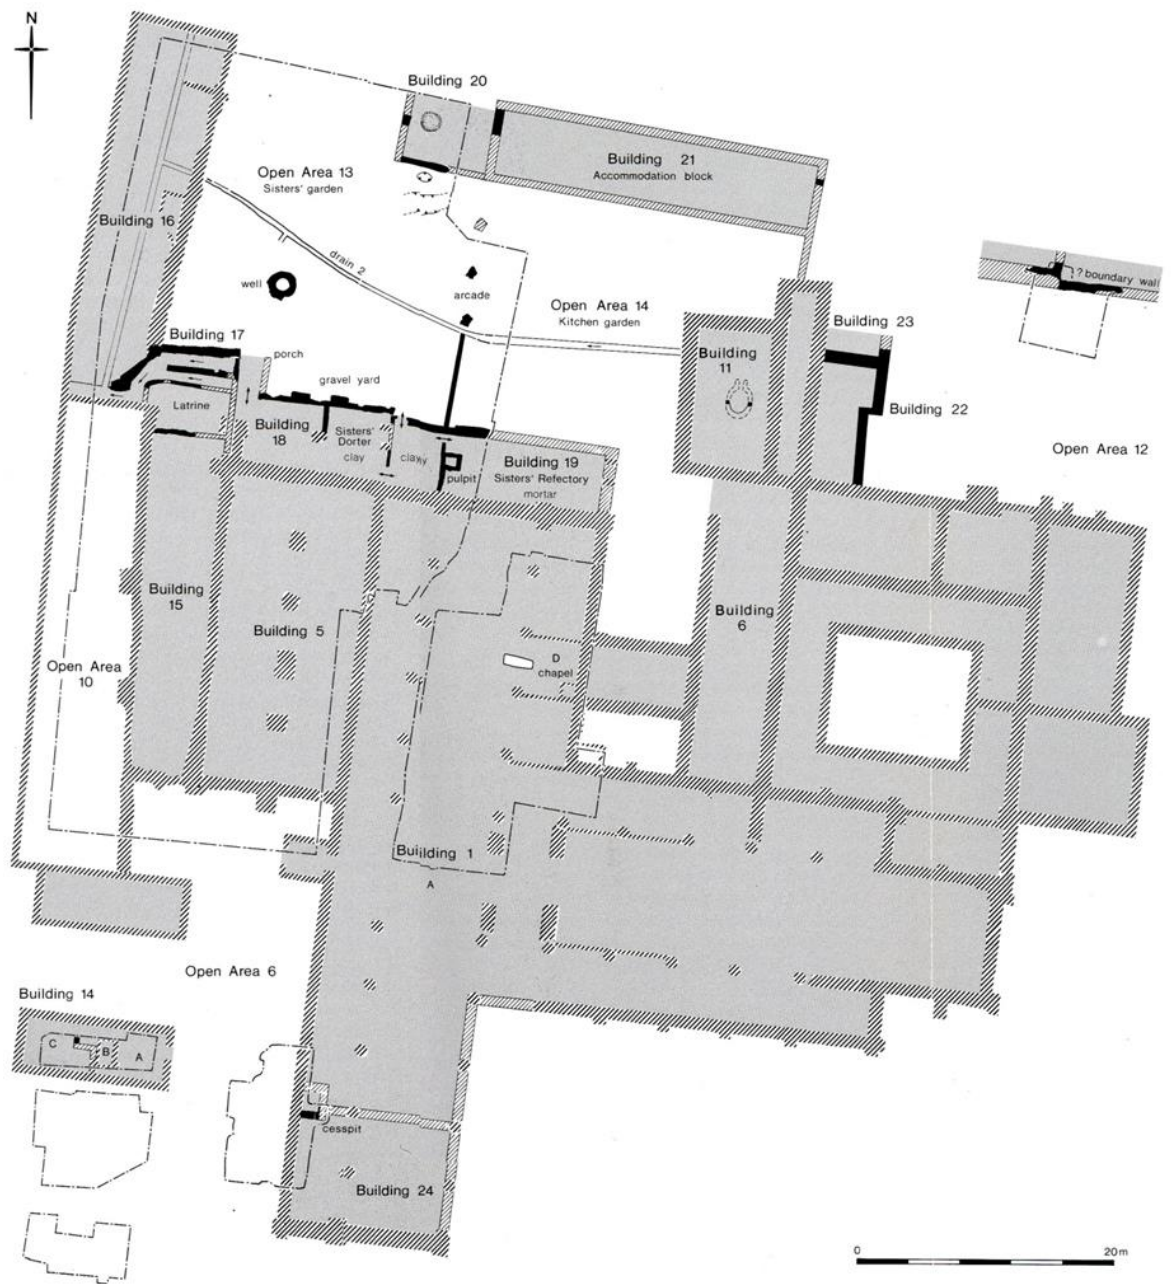 N
Building 20
Building 21
Accommodation block
Open Area 13
Sisters' garden
Building 16
drain 2
well
arcade
Open Area 14
Kitchen garden
? boundary wall
Building 23
Building 17
porch
Building
11
gravel yard
Latrine
Building
18
Sisters'
Dorter
clay
clay
pulpit
Building 19
Sisters' Refectory
mortar
Building 22
Open Area 12
Building
15
Building 5
Building
6
Open Area
10
D
chapel
Building 1
A
Open Area 6
Building 14
C
B
A
cesspit
Building 24
0
20m